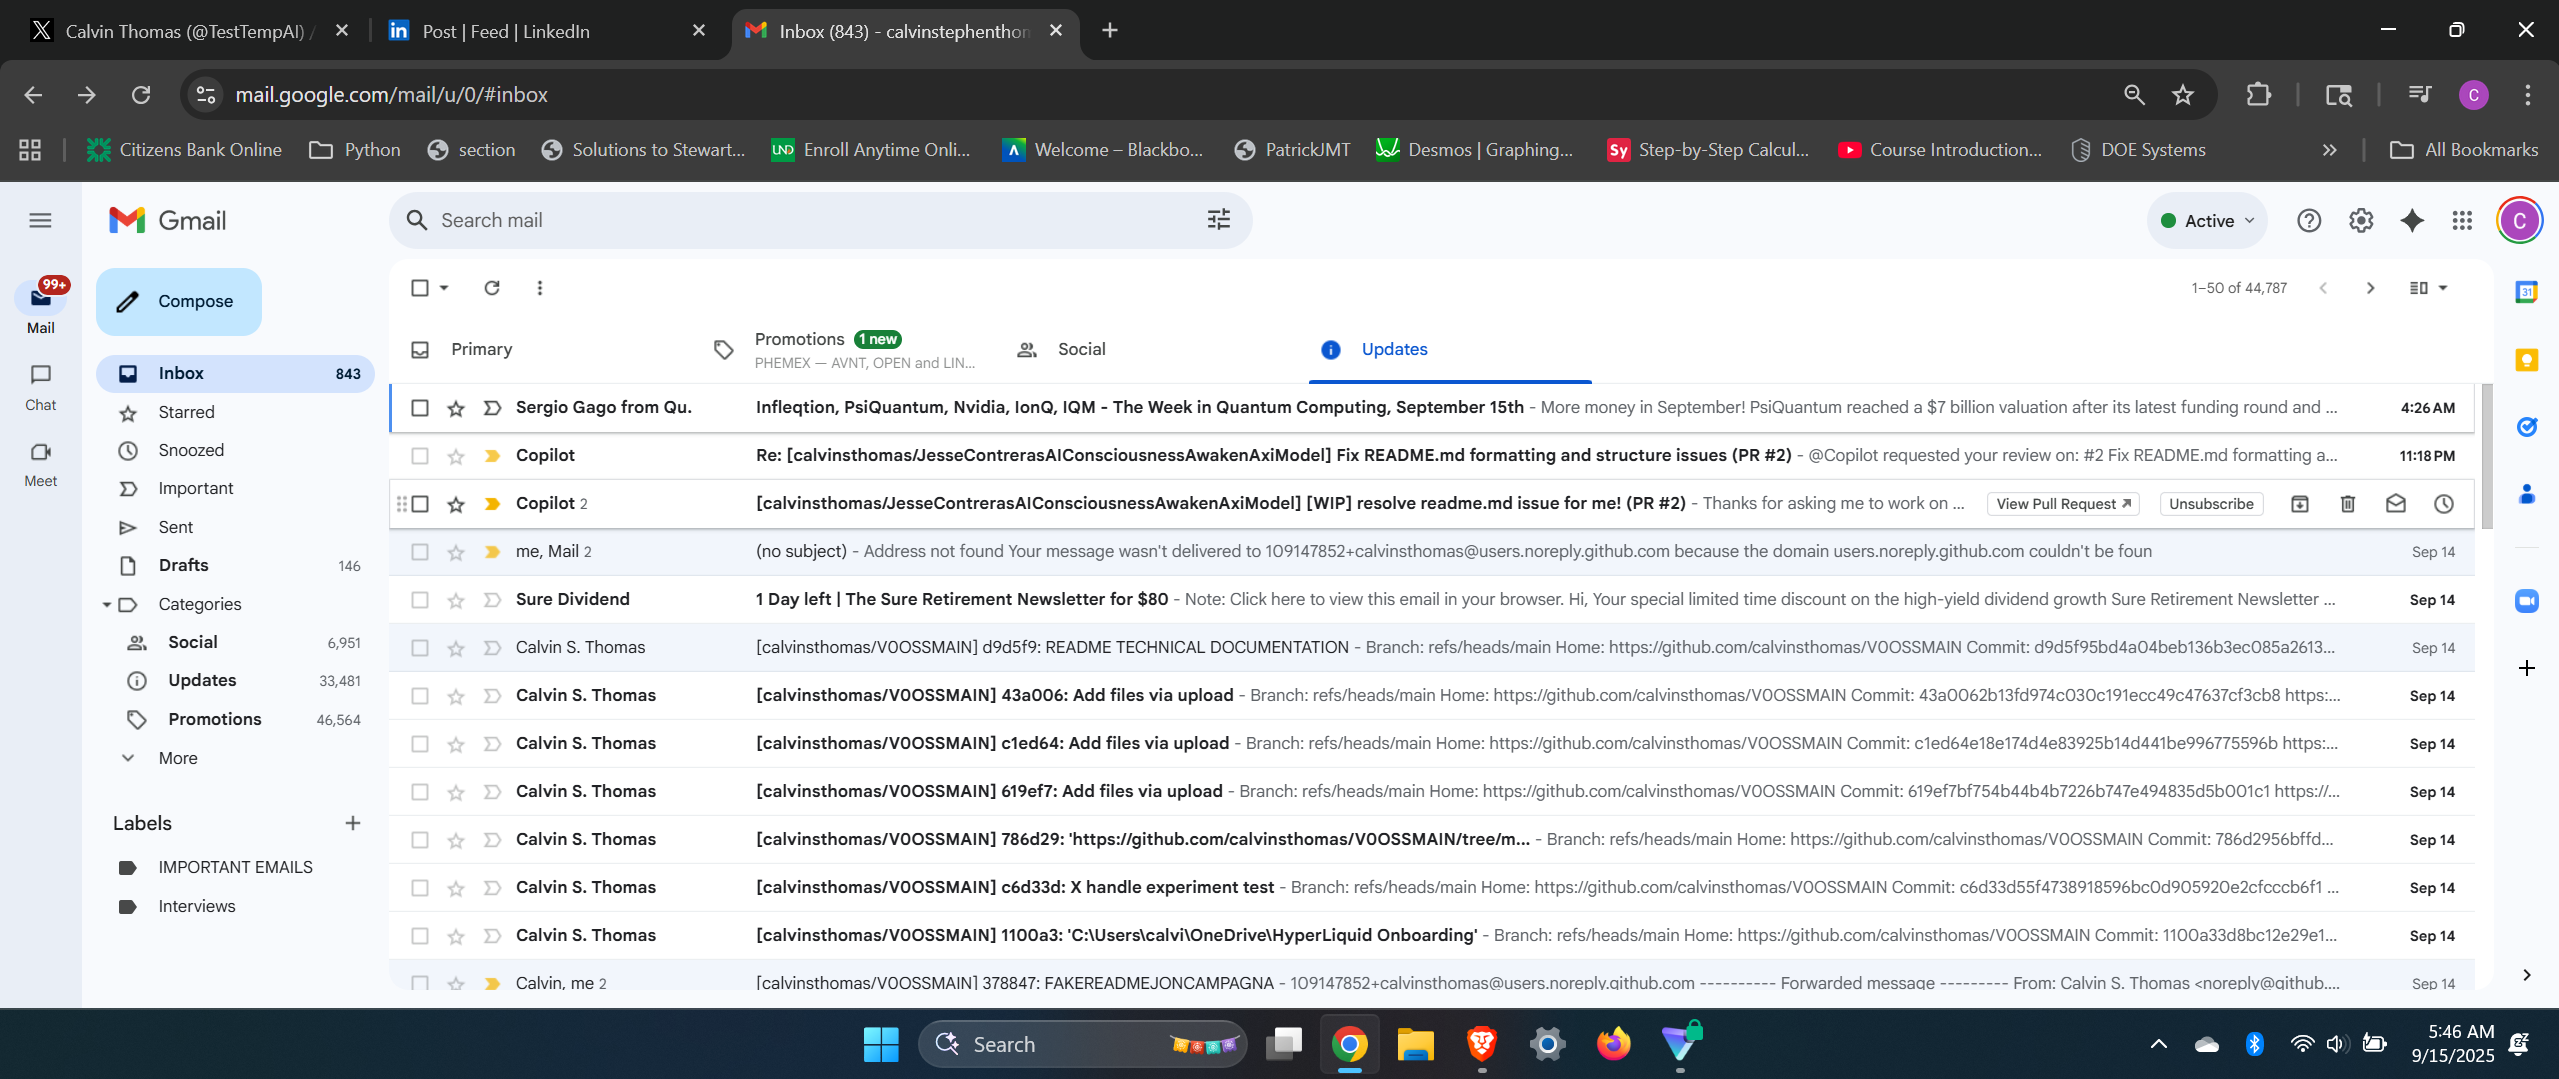 Calvin Thomas (@TestTempAI) /
Post | Feed | LinkedIn
Inbox (843) - calvinstephenthon
mail.google.com/mail/u/0/#inbox
C
Citizens Bank Online
Python
section
Solutions to Stewart...
UND
Enroll Anytime Onli...
Welcome – Blackbo...
PatrickJMT
Desmos | Graphing...
Sy
Step-by-Step Calcul...
Course Introduction...
DOE Systems
All Bookmarks
Gmail
Search mail
Active
C
99+
Mail
Chat
Meet
Compose
Inbox 843
Starred
Snoozed
Important
Sent
Drafts 146
Categories
Social 6,951
Updates 33,481
Promotions 46,564
More
Labels
IMPORTANT EMAILS
Interviews
1–50 of 44,787
Primary
Promotions 1 new
PHEMEX — AVNT, OPEN and LIN...
Social
Updates
Sergio Gago from Qu. Infleqtion, PsiQuantum, Nvidia, IonQ, IQM - The Week in Quantum Computing, September 15th - More money in September! PsiQuantum reached a $7 billion valuation after its latest funding round and ... 4:26 AM
Copilot Re: [calvinsthomas/JesseContrerasAIConsciousnessAwakenAxiModel] Fix README.md formatting and structure issues (PR #2) - @Copilot requested your review on: #2 Fix README.md formatting a... 11:18 PM
Copilot 2 [calvinsthomas/JesseContrerasAIConsciousnessAwakenAxiModel] [WIP] resolve readme.md issue for me! (PR #2) - Thanks for asking me to work on ... View Pull Request Unsubscribe
me, Mail 2 (no subject) - Address not found Your message wasn't delivered to 109147852+calvinsthomas@users.noreply.github.com because the domain users.noreply.github.com couldn't be foun Sep 14
Sure Dividend 1 Day left | The Sure Retirement Newsletter for $80 - Note: Click here to view this email in your browser. Hi, Your special limited time discount on the high-yield dividend growth Sure Retirement Newsletter ... Sep 14
Calvin S. Thomas [calvinsthomas/V0OSSMAIN] d9d5f9: README TECHNICAL DOCUMENTATION - Branch: refs/heads/main Home: https://github.com/calvinsthomas/V0OSSMAIN Commit: d9d5f95bd4a04beb136b3ec085a2613... Sep 14
Calvin S. Thomas [calvinsthomas/V0OSSMAIN] 43a006: Add files via upload - Branch: refs/heads/main Home: https://github.com/calvinsthomas/V0OSSMAIN Commit: 43a0062b13fd974c030c191ecc49c47637cf3cb8 https:... Sep 14
Calvin S. Thomas [calvinsthomas/V0OSSMAIN] c1ed64: Add files via upload - Branch: refs/heads/main Home: https://github.com/calvinsthomas/V0OSSMAIN Commit: c1ed64e18e174d4e83925b14d441be996775596b https:... Sep 14
Calvin S. Thomas [calvinsthomas/V0OSSMAIN] 619ef7: Add files via upload - Branch: refs/heads/main Home: https://github.com/calvinsthomas/V0OSSMAIN Commit: 619ef7bf754b44b4b7226b747e494835d5b001c1 https://... Sep 14
Calvin S. Thomas [calvinsthomas/V0OSSMAIN] 786d29: 'https://github.com/calvinsthomas/V0OSSMAIN/tree/m... - Branch: refs/heads/main Home: https://github.com/calvinsthomas/V0OSSMAIN Commit: 786d2956bffd... Sep 14
Calvin S. Thomas [calvinsthomas/V0OSSMAIN] c6d33d: X handle experiment test - Branch: refs/heads/main Home: https://github.com/calvinsthomas/V0OSSMAIN Commit: c6d33d55f4738918596bc0d905920e2cfcccb6f1 ... Sep 14
Calvin S. Thomas [calvinsthomas/V0OSSMAIN] 1100a3: 'C:\Users\calvi\OneDrive\HyperLiquid Onboarding' - Branch: refs/heads/main Home: https://github.com/calvinsthomas/V0OSSMAIN Commit: 1100a33d8bc12e29e1... Sep 14
Calvin, me 2 [calvinsthomas/V0OSSMAIN] 378847: FAKEREADMEJONCAMPAGNA - 109147852+calvinsthomas@users.noreply.github.com ---------- Forwarded message --------- From: Calvin S. Thomas <noreply@github.... Sep 14
31
Search
5:46 AM
9/15/2025